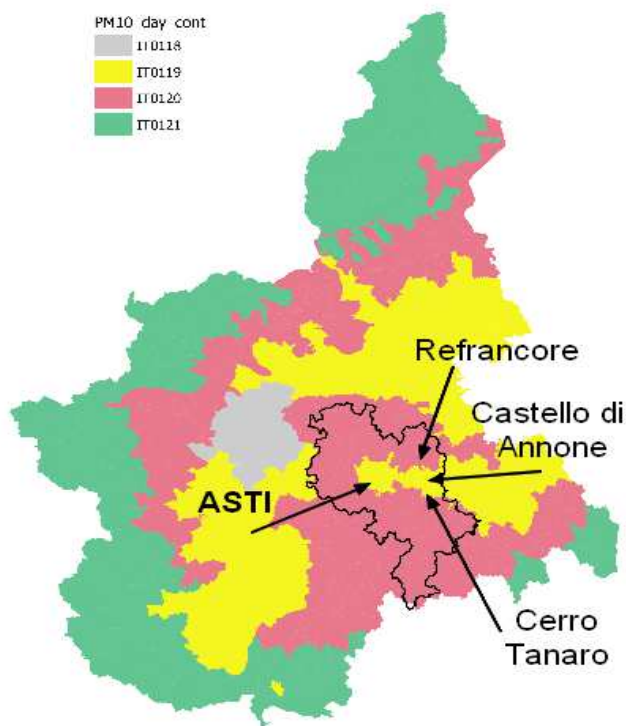 PM10 day cont
IT0118
IT0119
IT0120
IT0121
Refrancore
Castello di
Annone
ASTI
Cerro
Tanaro